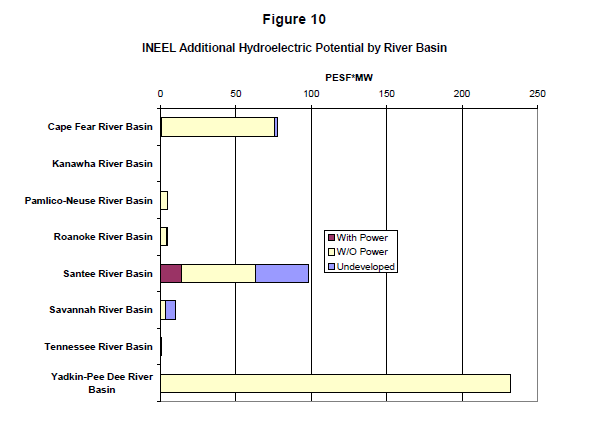 Figure 10
INEEL Additional Hydroelectric Potential by River Basin
PESF*MW
0 50 100 150 200 250
Cape Fear River Basin
Kanawha River Basin
Pamlico-Neuse River Basin
Roanoke River Basin
Santee River Basin
Savannah River Basin
Tennessee River Basin
Yadkin-Pee Dee River
Basin
With Power
W/O Power
Undeveloped